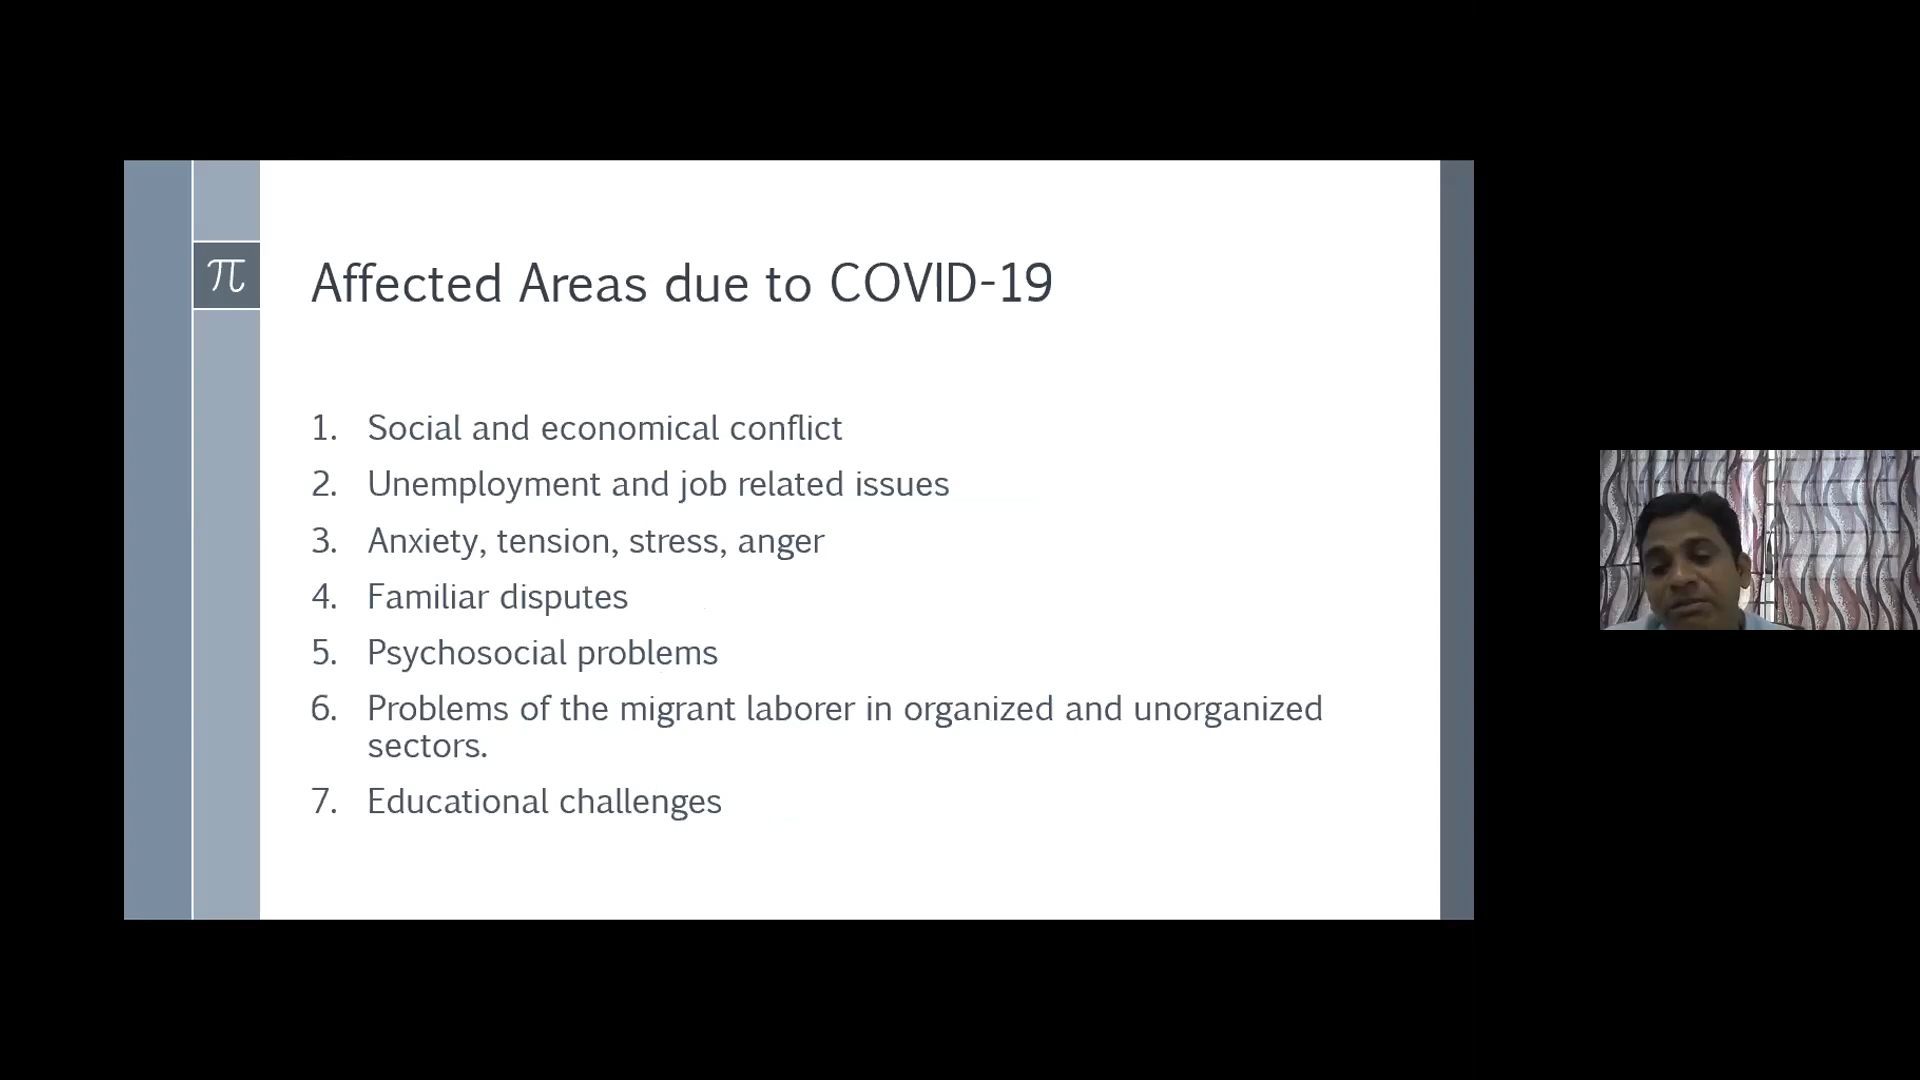 π
Affected Areas due to COVID-19
1. Social and economical conflict
2. Unemployment and job related issues
3. Anxiety, tension, stress, anger
4. Familiar disputes
5. Psychosocial problems
6. Problems of the migrant laborer in organized and unorganized
sectors.
7. Educational challenges